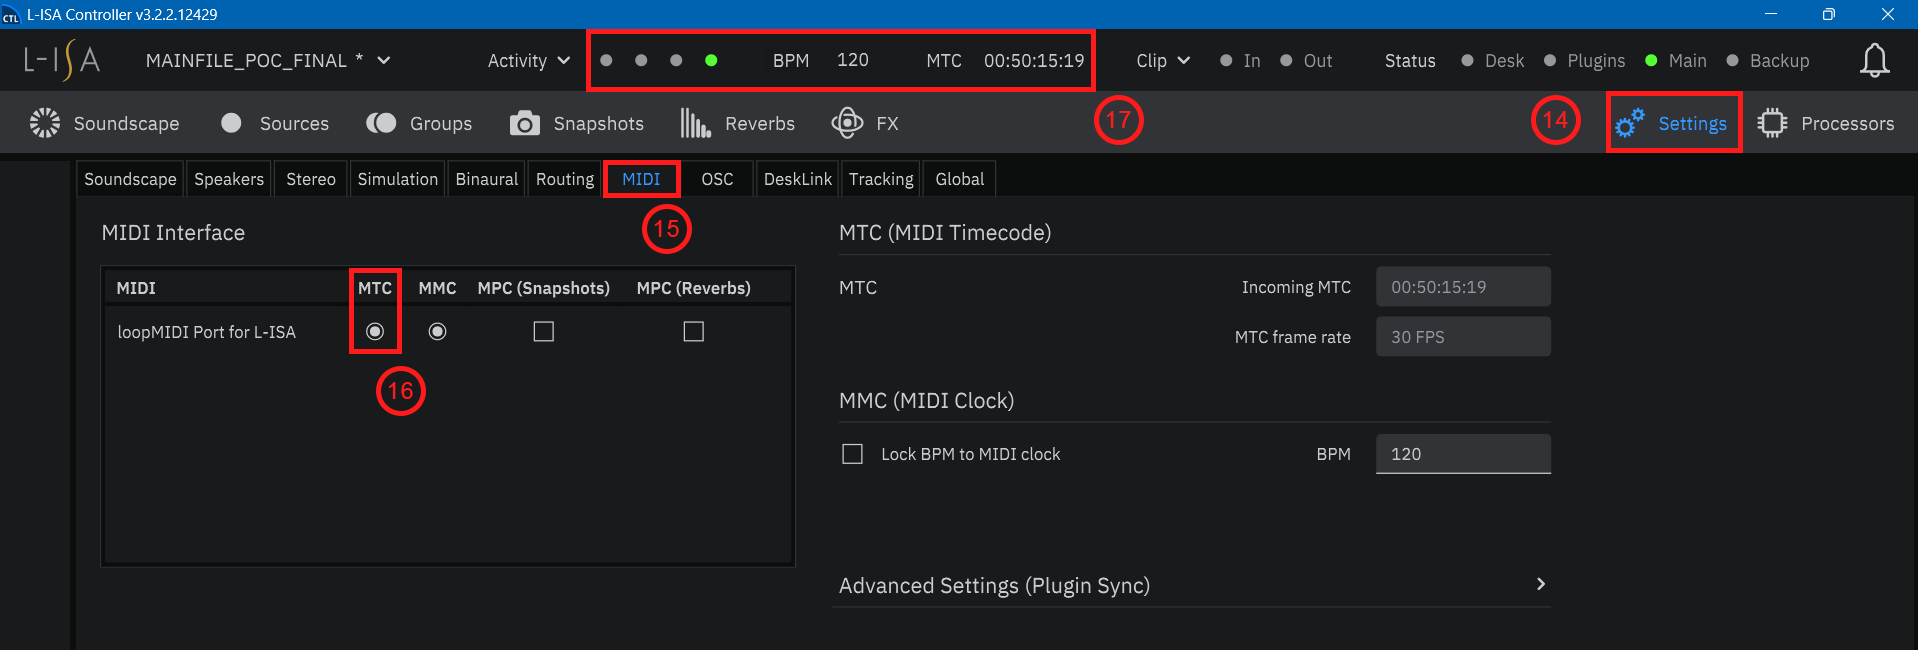 CTL L-ISA Controller v3.2.2.12429
L-ISA MAINFILE_POC_FINAL * Activity BPM 120 MTC 00:50:15:19 Clip In Out Status Desk Plugins Main Backup
Soundscape Sources Groups Snapshots Reverbs FX 17 14 Settings Processors
Soundscape Speakers Stereo Simulation Binaural Routing MIDI OSC DeskLink Tracking Global
MIDI Interface 15 MTC (MIDI Timecode)
MIDI MTC MMC MPC (Snapshots) MPC (Reverbs) MTC Incoming MTC 00:50:15:19
loopMIDI Port for L-ISA MTC frame rate 30 FPS
16 MMC (MIDI Clock)
Lock BPM to MIDI clock BPM 120
Advanced Settings (Plugin Sync)